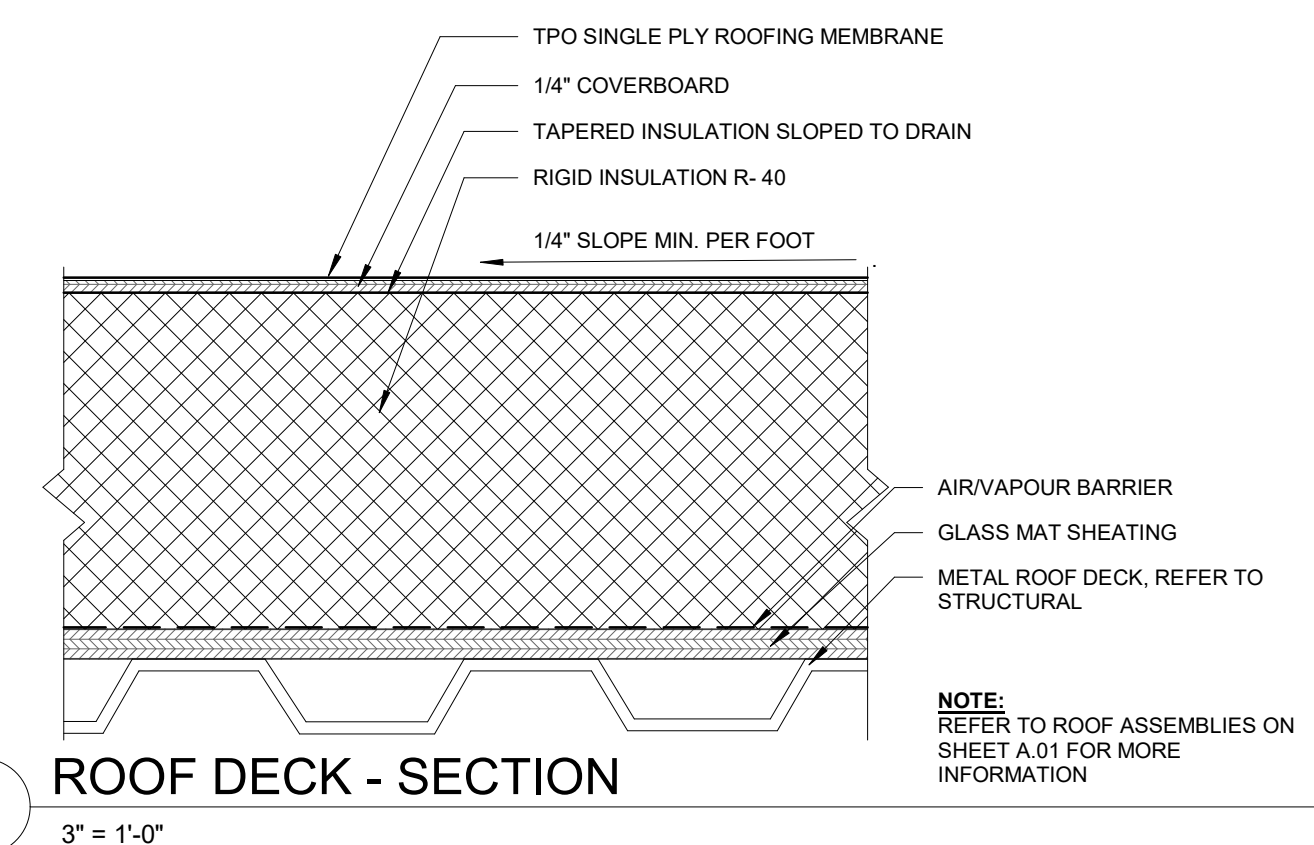 TPO SINGLE PLY ROOFING MEMBRANE
1/4" COVERBOARD
TAPERED INSULATION SLOPED TO DRAIN
RIGID INSULATION R- 40
1/4" SLOPE MIN. PER FOOT
AIR/VAPOUR BARRIER
GLASS MAT SHEATING
METAL ROOF DECK, REFER TO
STRUCTURAL
NOTE:
REFER TO ROOF ASSEMBLIES ON
SHEET A.01 FOR MORE
INFORMATION
ROOF DECK - SECTION
3" = 1'-0"